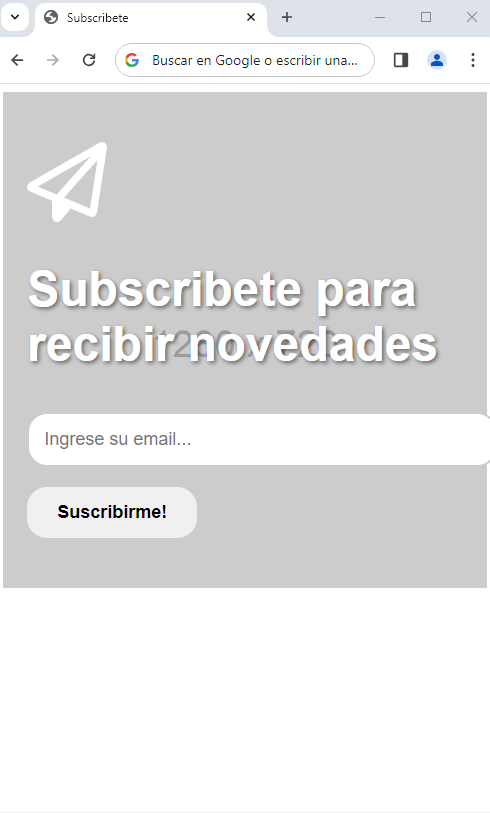 Subscribete
Buscar en Google o escribir una...
Subscribete para
recibir novedades
Ingrese su email...
Suscribirme!